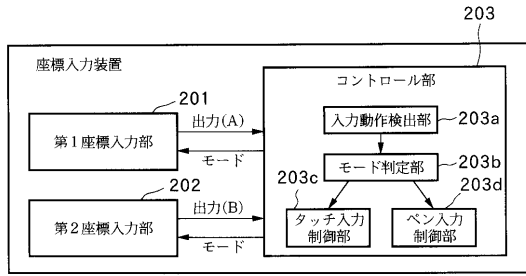 203
座標入力装置
コントロール部
201
出力(A)
第1座標入力部
モード
入力動作検出部
203a
モード判定部
203b
202
203c
203d
出力(B)
第2座標入力部
モード
タッチ入力
制御部
ペン入力
制御部